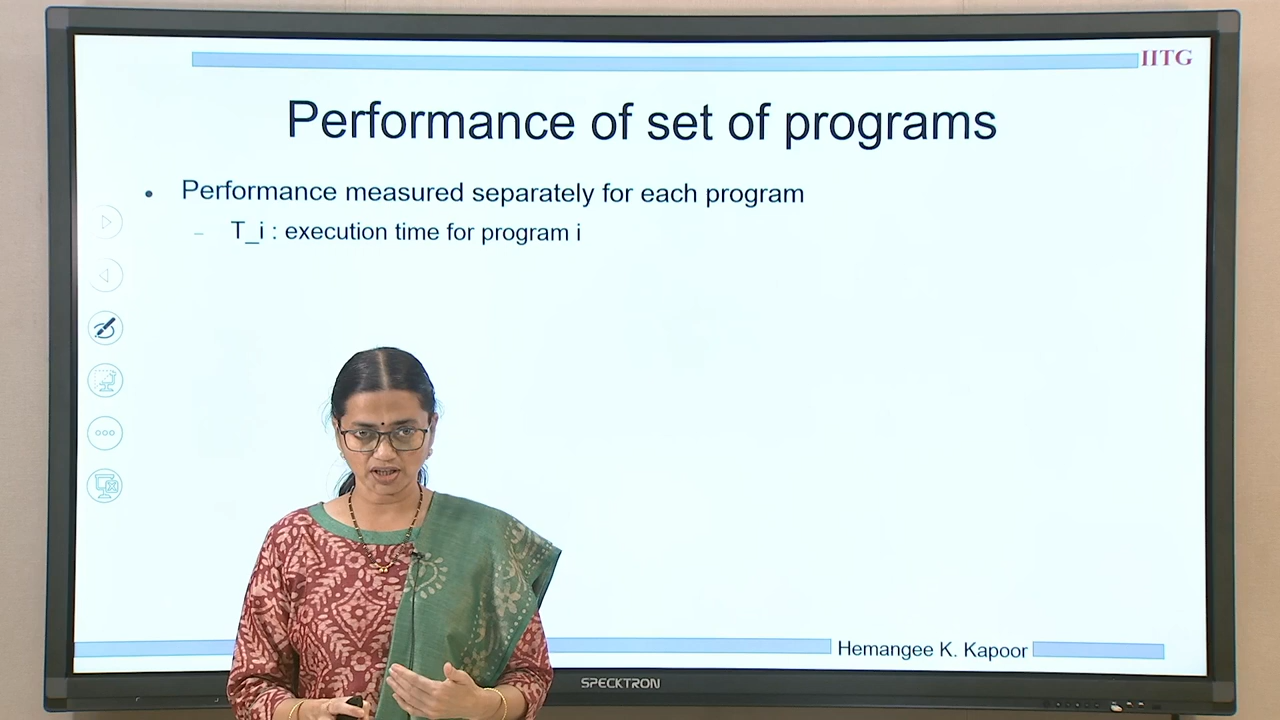 IITG
Performance of set of programs
• Performance measured separately for each program
– T_i : execution time for program i
Hemangee K. Kapoor
SPECKTRON